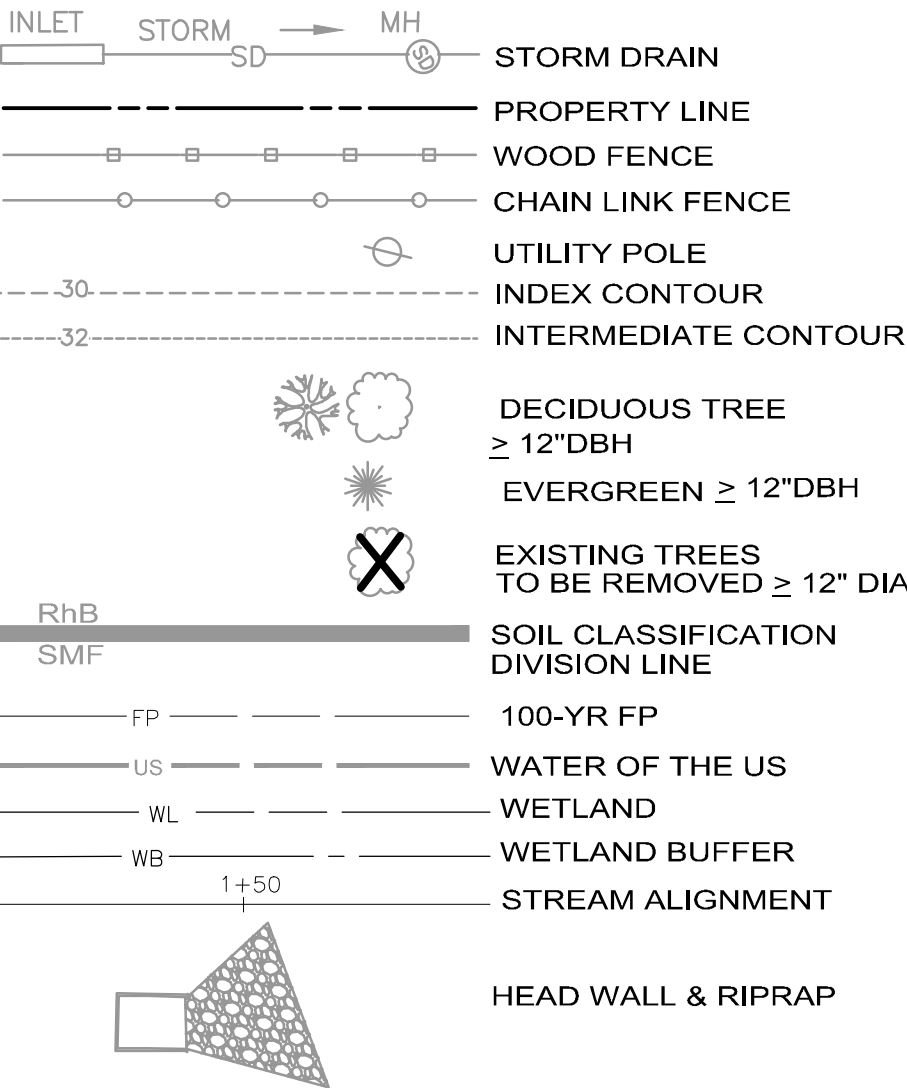 INLET STORM MH
SD SD STORM DRAIN
PROPERTY LINE
WOOD FENCE
CHAIN LINK FENCE
UTILITY POLE
30 INDEX CONTOUR
32 INTERMEDIATE CONTOUR
DECIDUOUS TREE
≥ 12"DBH
EVERGREEN ≥ 12"DBH
EXISTING TREES
TO BE REMOVED ≥ 12" DIA
RhB
SOIL CLASSIFICATION
SMF
DIVISION LINE
FP 100-YR FP
US WATER OF THE US
WL WETLAND
WB WETLAND BUFFER
1+50
STREAM ALIGNMENT
HEAD WALL & RIPRAP